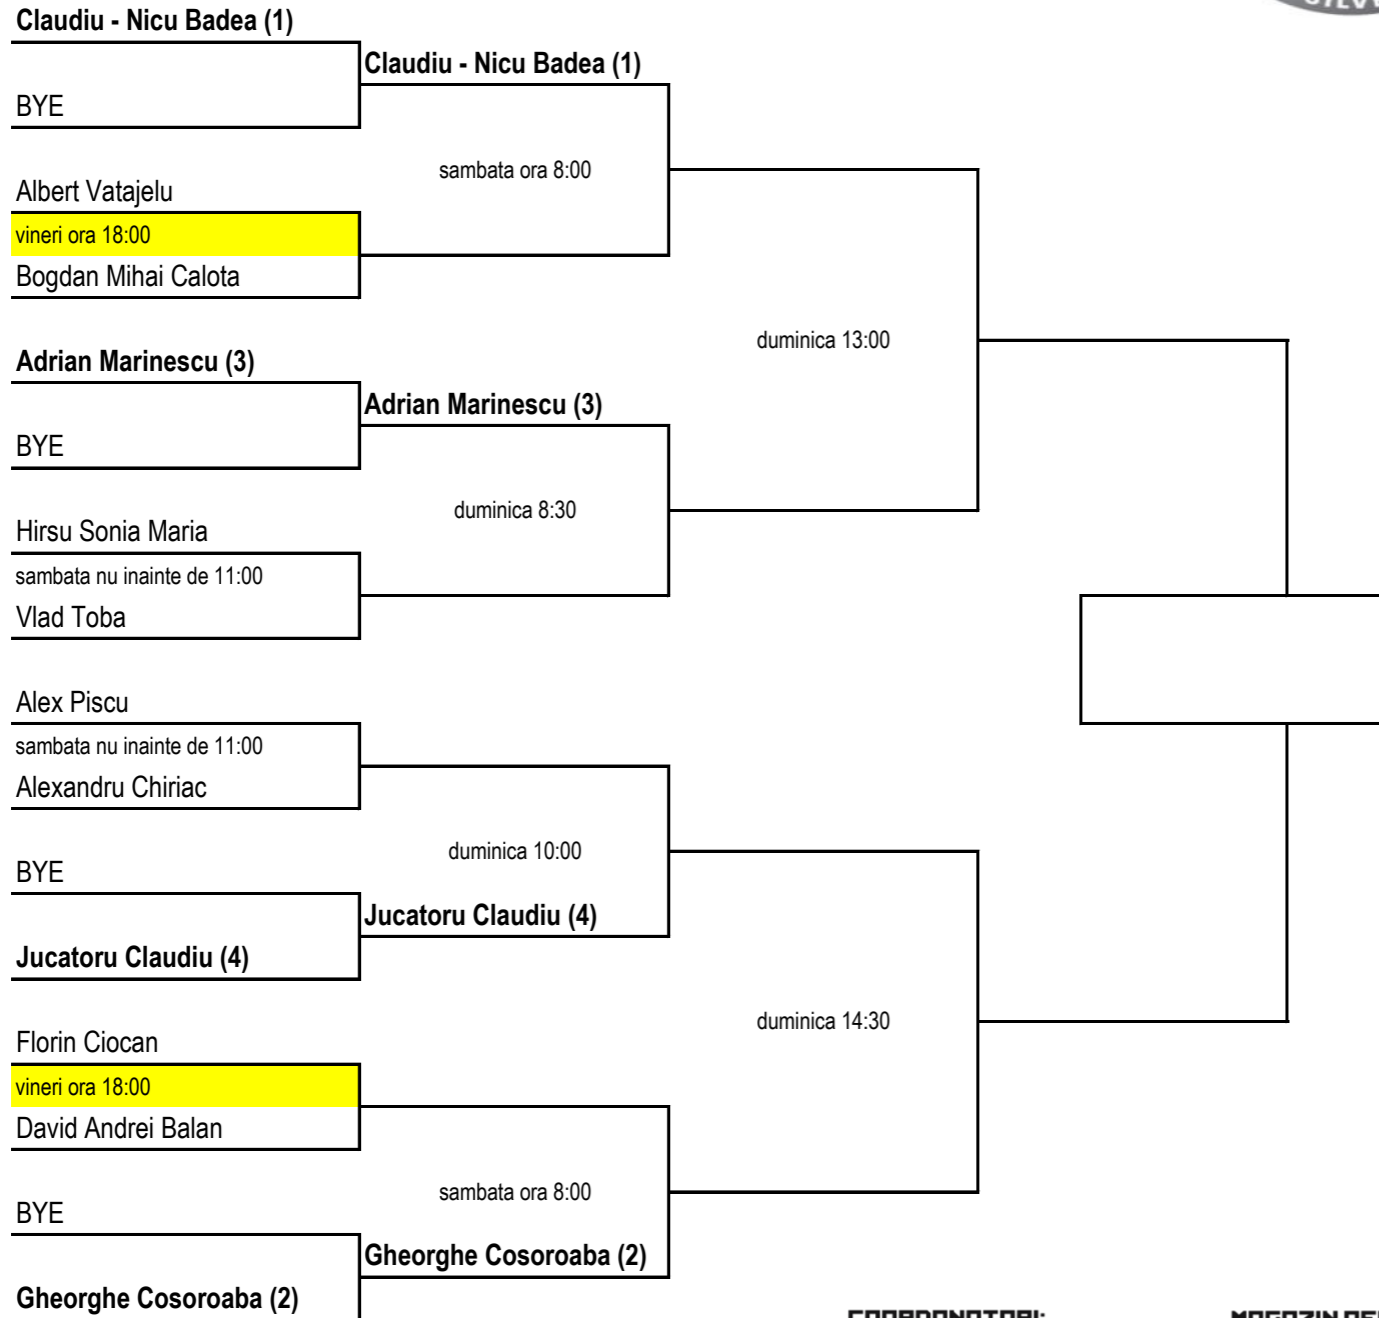 Claudiu - Nicu Badea (1)
Claudiu - Nicu Badea (1)
BYE
sambata ora 8:00
Albert Vatajelu
vineri ora 18:00
Bogdan Mihai Calota
duminica 13:00
Adrian Marinescu (3)
Adrian Marinescu (3)
BYE
duminica 8:30
Hirsu Sonia Maria
sambata nu inainte de 11:00
Vlad Toba
Alex Piscu
sambata nu inainte de 11:00
Alexandru Chiriac
duminica 10:00
BYE
Jucatoru Claudiu (4)
Jucatoru Claudiu (4)
duminica 14:30
Florin Ciocan
vineri ora 18:00
David Andrei Balan
sambata ora 8:00
BYE
Gheorghe Cosoroaba (2)
Gheorghe Cosoroaba (2)
COORDONATORI: